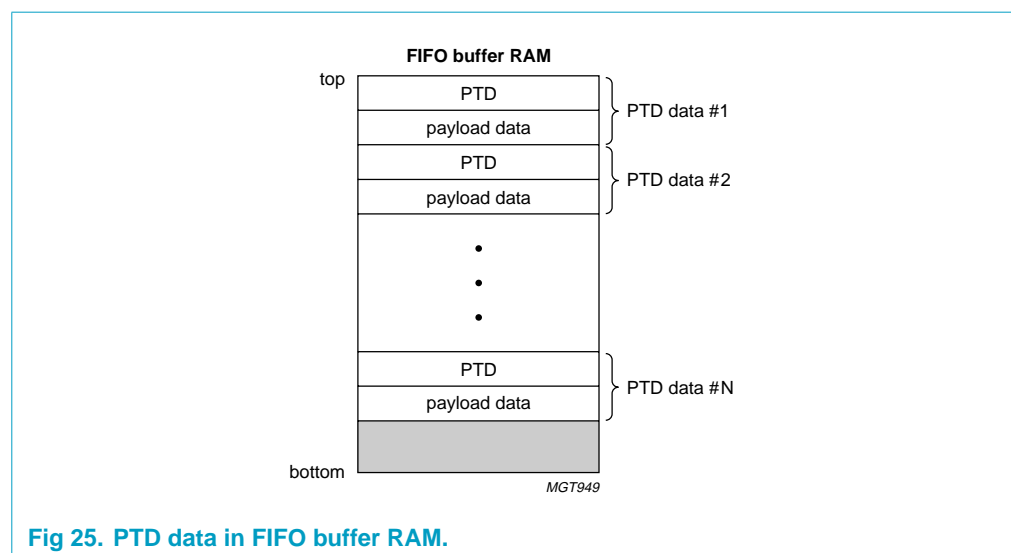 FIFO buffer RAM
top
PTD
payload data
PTD data #1
PTD
payload data
PTD data #2
PTD
payload data
PTD data #N
bottom
MGT949
Fig 25. PTD data in FIFO buffer RAM.